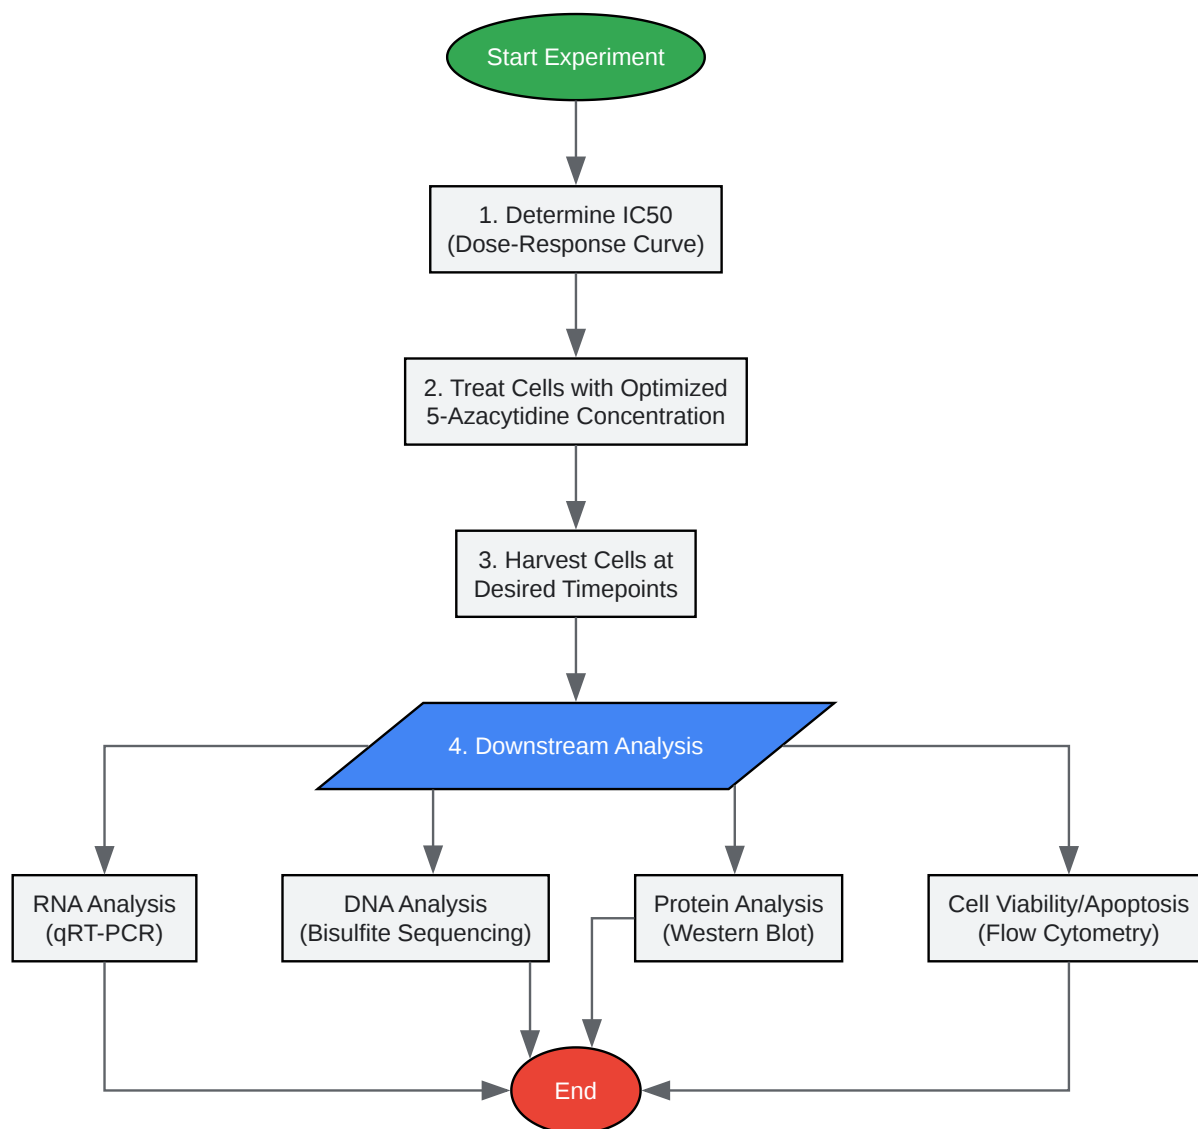 Start Experiment
1. Determine IC50
(Dose-Response Curve)
2. Treat Cells with Optimized
5-Azacytidine Concentration
3. Harvest Cells at
Desired Timepoints
4. Downstream Analysis
RNA Analysis
(qRT-PCR)
DNA Analysis
(Bisulfite Sequencing)
Protein Analysis
(Western Blot)
Cell Viability/Apoptosis
(Flow Cytometry)
End